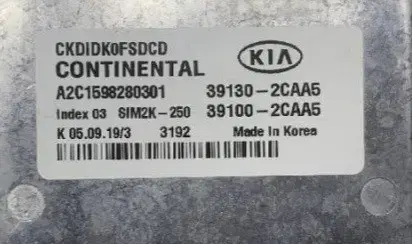 CKDIDK0FSDCD
KIA
CONTINENTAL
A2C1598280301 39130-2CAA5
Index 03 SIM2K-250 39100-2CAA5
K 05.09.19/3 3192 Made in Korea